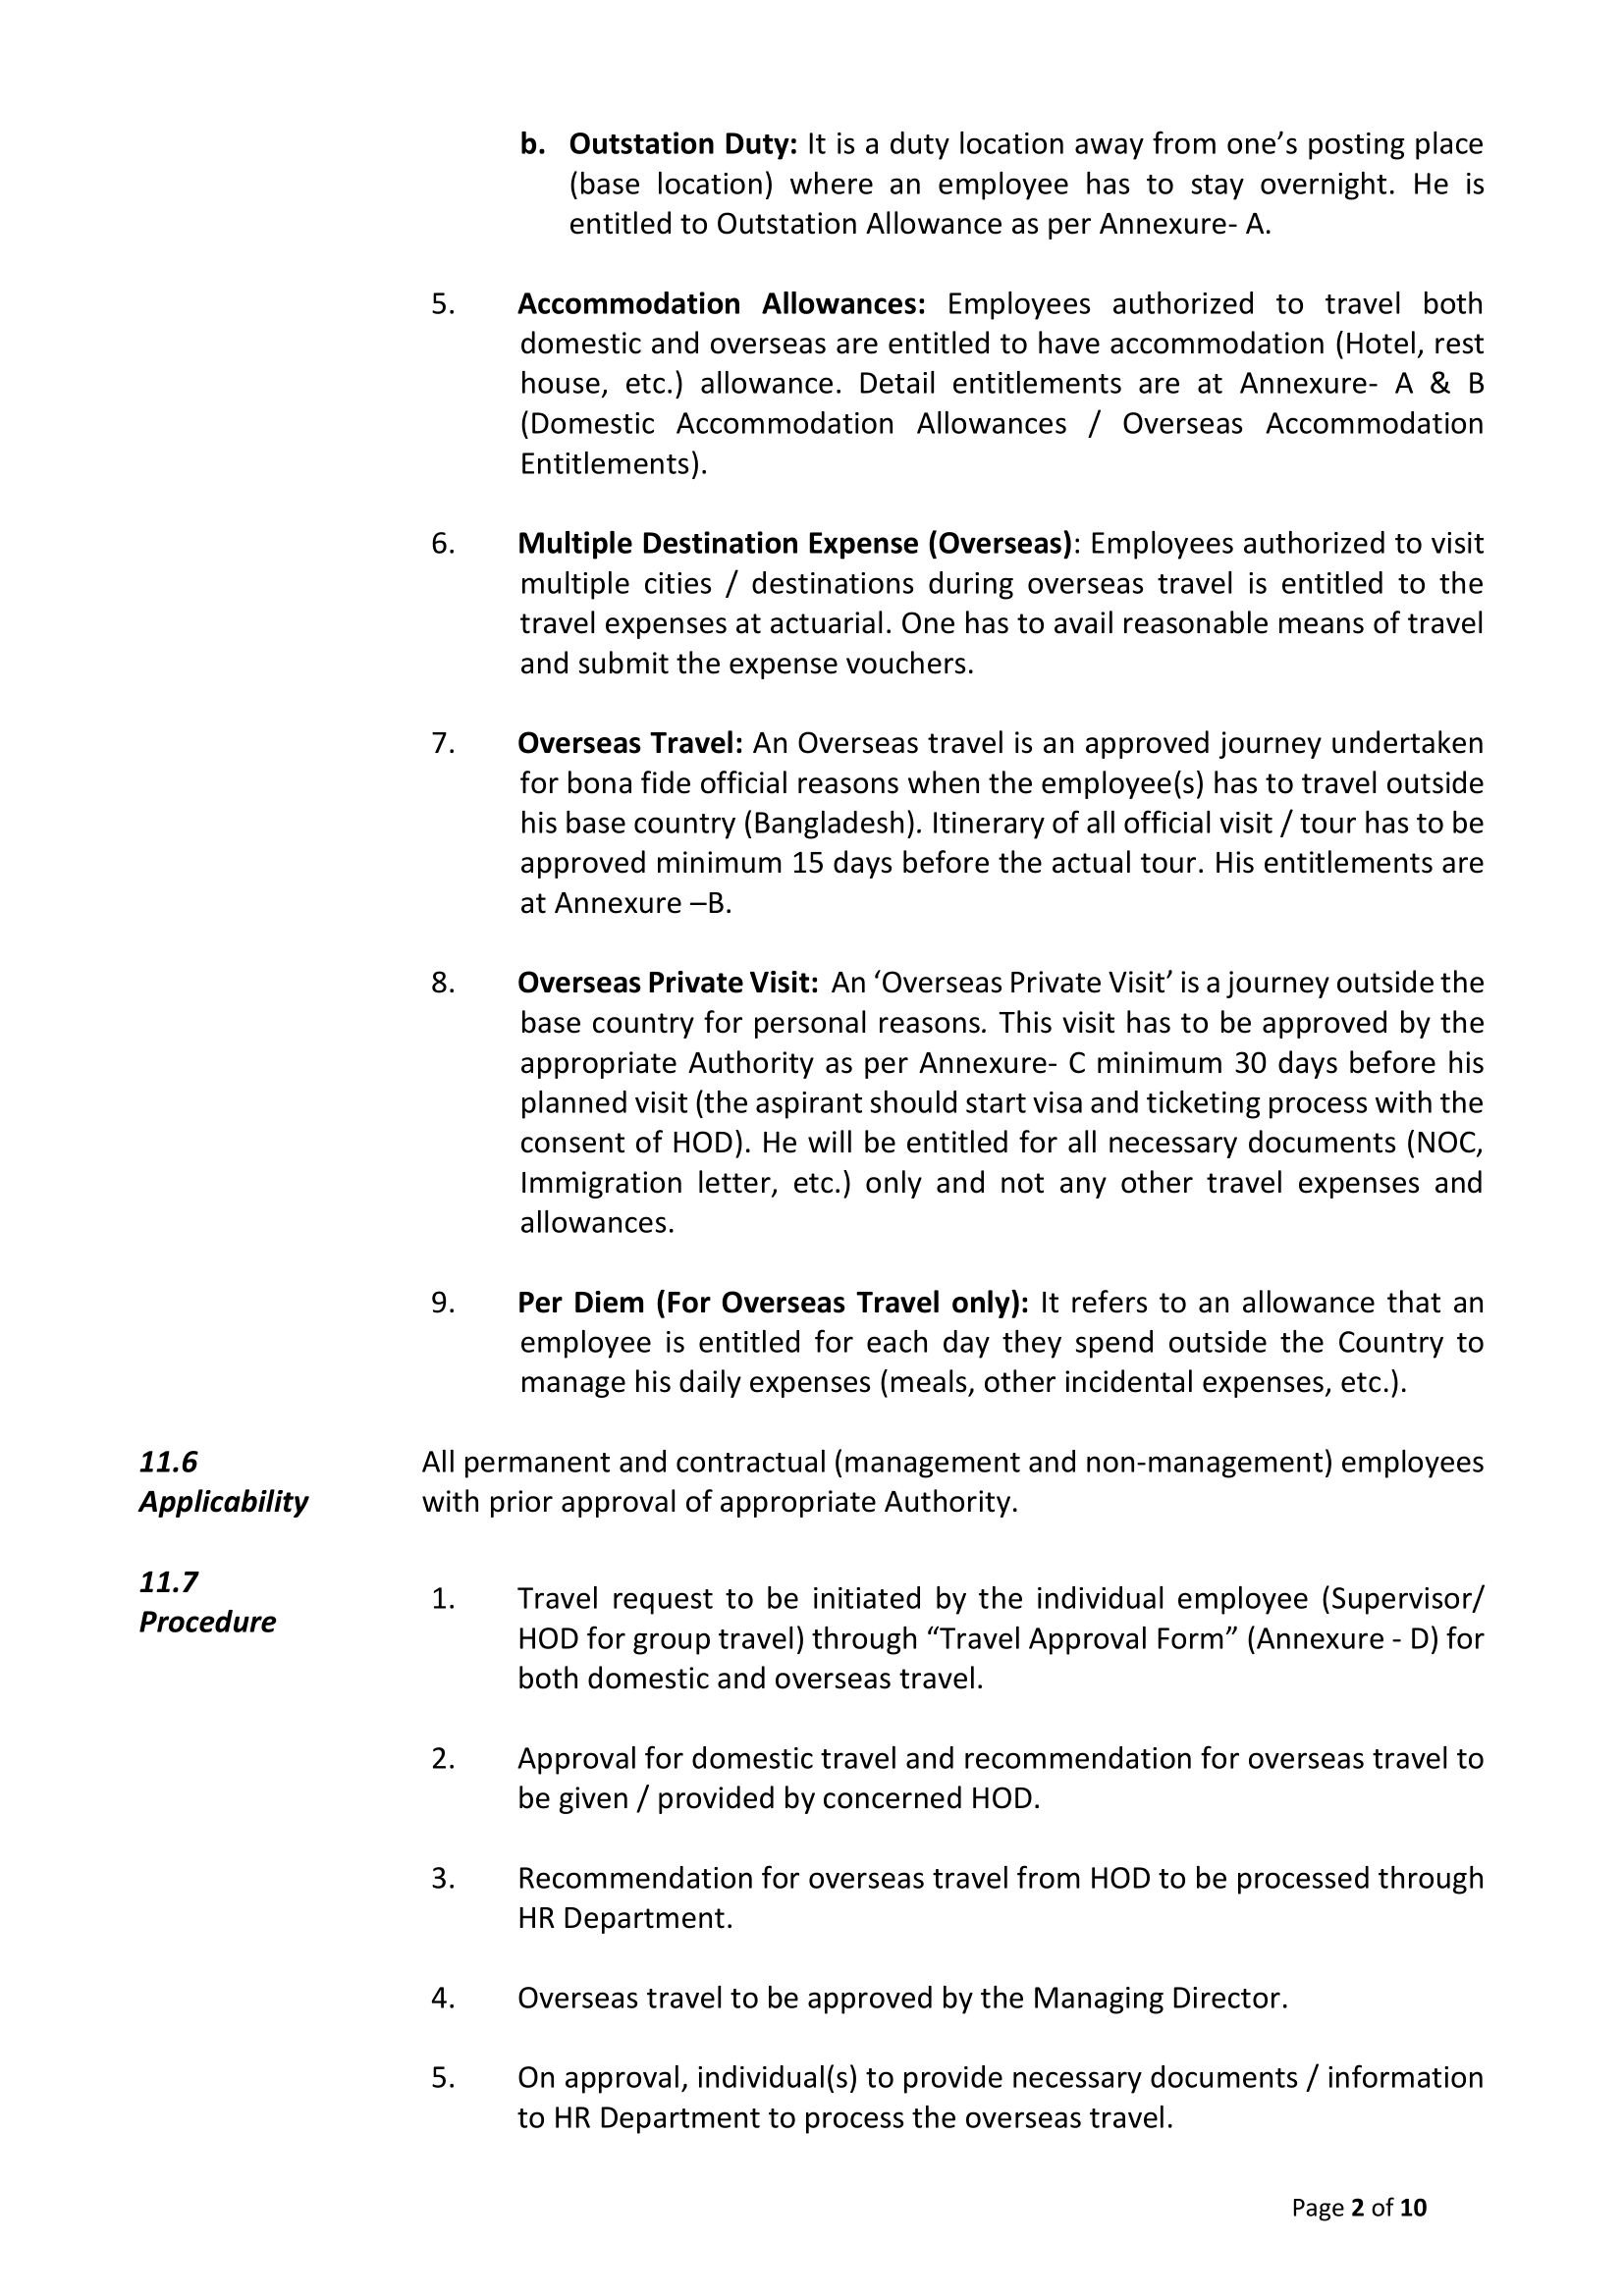 b. Outstation Duty: It is a duty location away from one’s posting place
(base location) where an employee has to stay overnight. He is
entitled to Outstation Allowance as per Annexure- A.
5. Accommodation Allowances: Employees authorized to travel both
domestic and overseas are entitled to have accommodation (Hotel, rest
house, etc.) allowance. Detail entitlements are at Annexure- A & B
(Domestic Accommodation Allowances / Overseas Accommodation
Entitlements).
6. Multiple Destination Expense (Overseas): Employees authorized to visit
multiple cities / destinations during overseas travel is entitled to the
travel expenses at actuarial. One has to avail reasonable means of travel
and submit the expense vouchers.
7. Overseas Travel: An Overseas travel is an approved journey undertaken
for bona fide official reasons when the employee(s) has to travel outside
his base country (Bangladesh). Itinerary of all official visit / tour has to be
approved minimum 15 days before the actual tour. His entitlements are
at Annexure –B.
8. Overseas Private Visit: An ‘Overseas Private Visit’ is a journey outside the
base country for personal reasons. This visit has to be approved by the
appropriate Authority as per Annexure- C minimum 30 days before his
planned visit (the aspirant should start visa and ticketing process with the
consent of HOD). He will be entitled for all necessary documents (NOC,
Immigration letter, etc.) only and not any other travel expenses and
allowances.
9. Per Diem (For Overseas Travel only): It refers to an allowance that an
employee is entitled for each day they spend outside the Country to
manage his daily expenses (meals, other incidental expenses, etc.).
11.6
Applicability
All permanent and contractual (management and non-management) employees
with prior approval of appropriate Authority.
11.7
Procedure
1. Travel request to be initiated by the individual employee (Supervisor/
HOD for group travel) through “Travel Approval Form” (Annexure - D) for
both domestic and overseas travel.
2. Approval for domestic travel and recommendation for overseas travel to
be given / provided by concerned HOD.
3. Recommendation for overseas travel from HOD to be processed through
HR Department.
4. Overseas travel to be approved by the Managing Director.
5. On approval, individual(s) to provide necessary documents / information
to HR Department to process the overseas travel.
Page 2 of 10